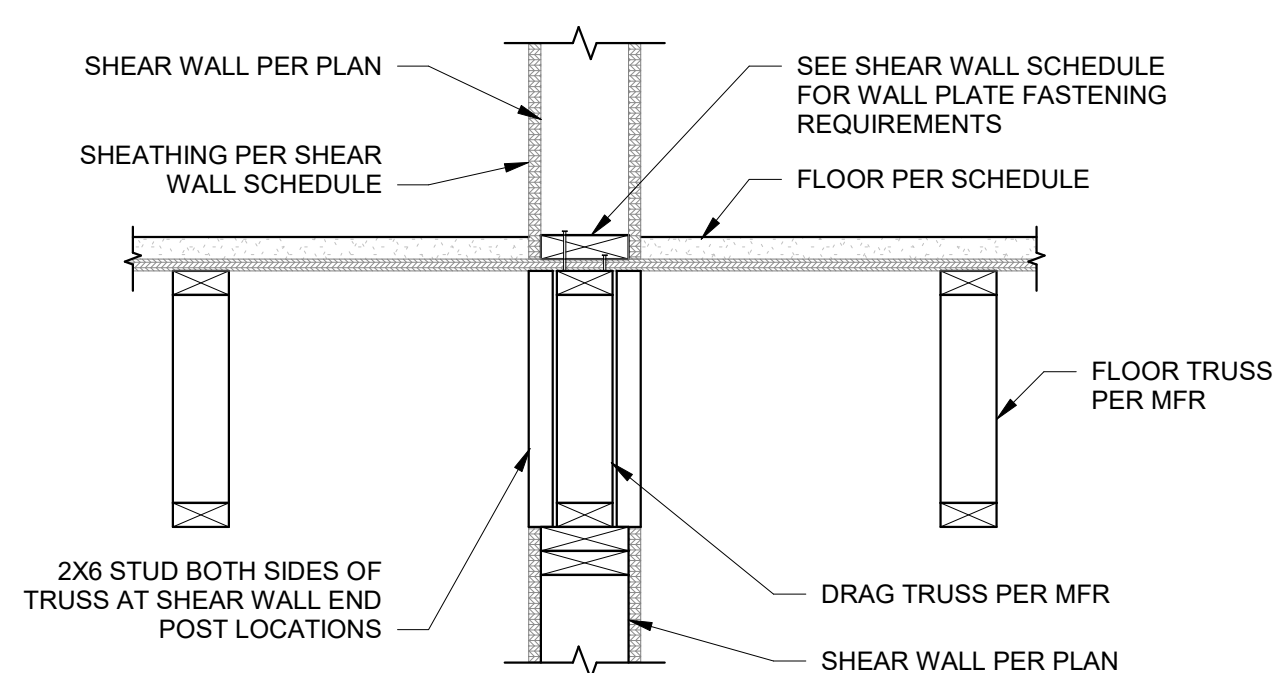 SHEAR WALL PER PLAN
SHEATHING PER SHEAR
WALL SCHEDULE
SEE SHEAR WALL SCHEDULE
FOR WALL PLATE FASTENING
REQUIREMENTS
FLOOR PER SCHEDULE
FLOOR TRUSS
PER MFR
2X6 STUD BOTH SIDES OF
TRUSS AT SHEAR WALL END
POST LOCATIONS
DRAG TRUSS PER MFR
SHEAR WALL PER PLAN